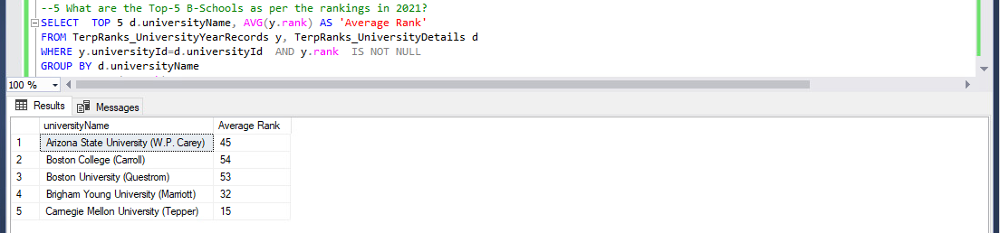 --5 What are the Top-5 B-Schools as per the rankings in 2021?
SELECT  TOP 5 d.universityName, AVG(y.rank) AS 'Average Rank'
FROM TerpRanks_UniversityYearRecords y, TerpRanks_UniversityDetails d
WHERE y.universityId=d.universityId  AND y.rank  IS NOT NULL
GROUP BY d.universityName
100 %
Results Messages
universityName Average Rank
1 Arizona State University (W.P. Carey) 45
2 Boston College (Carroll) 54
3 Boston University (Questrom) 53
4 Brigham Young University (Marriott) 32
5 Carnegie Mellon University (Tepper) 15